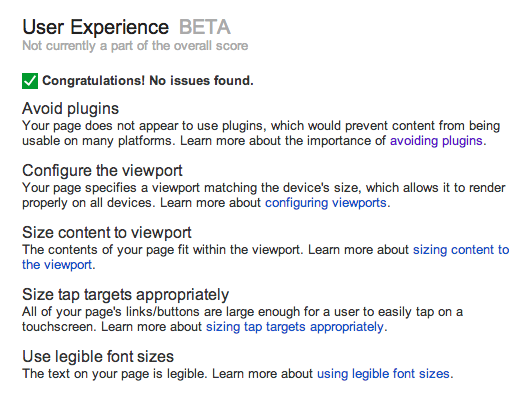 User Experience BETA
Not currently a part of the overall score
Congratulations! No issues found.
Avoid plugins
Your page does not appear to use plugins, which would prevent content from being
usable on many platforms. Learn more about the importance of avoiding plugins.
Configure the viewport
Your page specifies a viewport matching the device's size, which allows it to render
properly on all devices. Learn more about configuring viewports.
Size content to viewport
The contents of your page fit within the viewport. Learn more about sizing content to
the viewport.
Size tap targets appropriately
All of your page's links/buttons are large enough for a user to easily tap on a
touchscreen. Learn more about sizing tap targets appropriately.
Use legible font sizes
The text on your page is legible. Learn more about using legible font sizes.